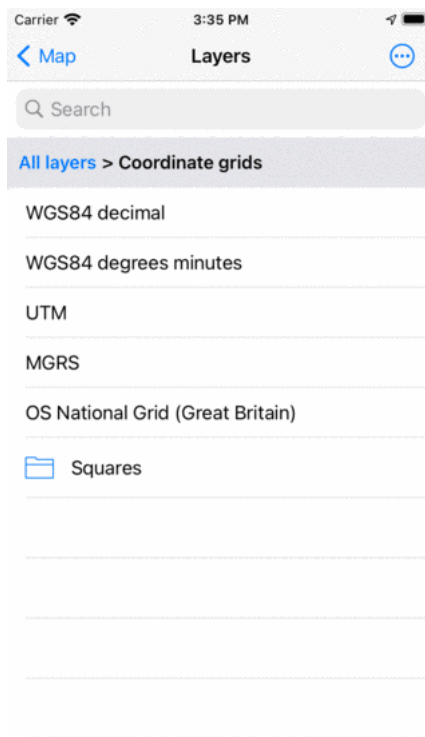 Carrier 3:35 PM
Map Layers
Search
All layers > Coordinate grids
WGS84 decimal
WGS84 degrees minutes
UTM
MGRS
OS National Grid (Great Britain)
Squares